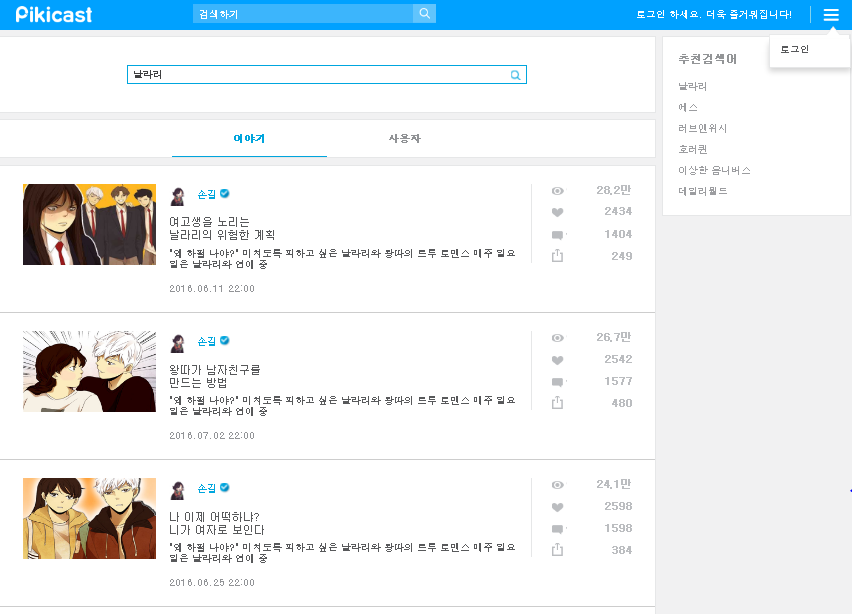 Pikicast
검색하기
로그인 하세요. 더욱 즐거워집니다!
로그인
날라리
추천검색어
날라리
에스
러브앤위시
호러퀸
이상한 옴니버스
데일리월드
이야기
사용자
손길
여고생을 노리는
날라리의 위험한 계획
"왜 하필 나야?" 미치도록 피하고 싶은 날라리와 왕따의 트루 로맨스 매주 일요
일은 날라리와 연애 중
2016.06.11 22:00
28.2만
2434
1404
249
손길
왕따가 남자친구를
만드는 방법
"왜 하필 나야?" 미치도록 피하고 싶은 날라리와 왕따의 트루 로맨스 매주 일요
일은 날라리와 연애 중
2016.07.02 22:00
26.7만
2542
1577
480
손길
나 이제 어떡하냐?
니가 여자로 보인다
"왜 하필 나야?" 미치도록 피하고 싶은 날라리와 왕따의 트루 로맨스 매주 일요
일은 날라리와 연애 중
2016.06.25 22:00
24.1만
2598
1598
384